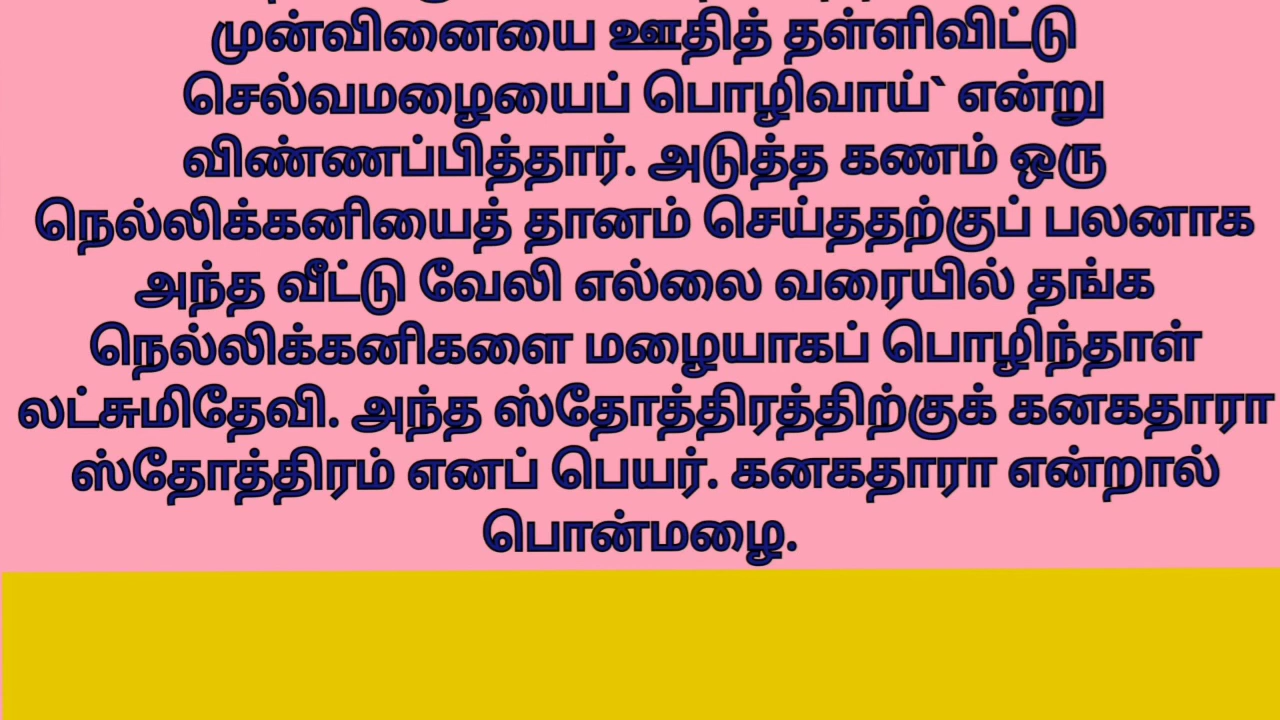 முன்வினையை ஊதித் தள்ளிவிட்டு
செல்வமழையைப் பொழிவாய்` என்று
விண்ணப்பித்தார். அடுத்த கணம் ஒரு
நெல்லிக்கனியைத் தானம் செய்ததற்குப் பலனாக
அந்த வீட்டு வேலி எல்லை வரையில் தங்க
நெல்லிக்கனிகளை மழையாகப் பொழிந்தாள்
லட்சுமிதேவி. அந்த ஸ்தோத்திரத்திற்குக் கனகதாரா
ஸ்தோத்திரம் எனப் பெயர். கனகதாரா என்றால்
பொன்மழை.